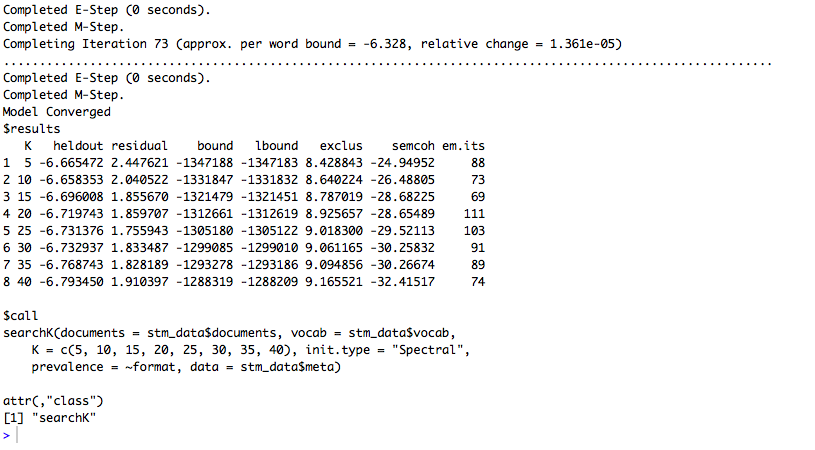 Completed E-Step (0 seconds).
Completed M-Step.
Completing Iteration 73 (approx. per word bound = -6.328, relative change = 1.361e-05)
....................................................................................................
Completed E-Step (0 seconds).
Completed M-Step.
Model Converged
$results
   K   heldout residual    bound   lbound   exclus    semcoh em.its
1  5 -6.665472 2.447621 -1347188 -1347183 8.428843 -24.94952     88
2 10 -6.658353 2.040522 -1331847 -1331832 8.640224 -26.48805     73
3 15 -6.696008 1.855670 -1321479 -1321451 8.787019 -28.68225     69
4 20 -6.719743 1.859707 -1312661 -1312619 8.925657 -28.65489    111
5 25 -6.731376 1.755943 -1305180 -1305122 9.018300 -29.52113    103
6 30 -6.732937 1.833487 -1299085 -1299010 9.061165 -30.25832     91
7 35 -6.768743 1.828189 -1293278 -1293186 9.094856 -30.26674     89
8 40 -6.793450 1.910397 -1288319 -1288209 9.165521 -32.41517     74
$call
searchK(documents = stm_data$documents, vocab = stm_data$vocab,
    K = c(5, 10, 15, 20, 25, 30, 35, 40), init.type = "Spectral",
    prevalence = ~format, data = stm_data$meta)
attr(,"class")
[1] "searchK"
>